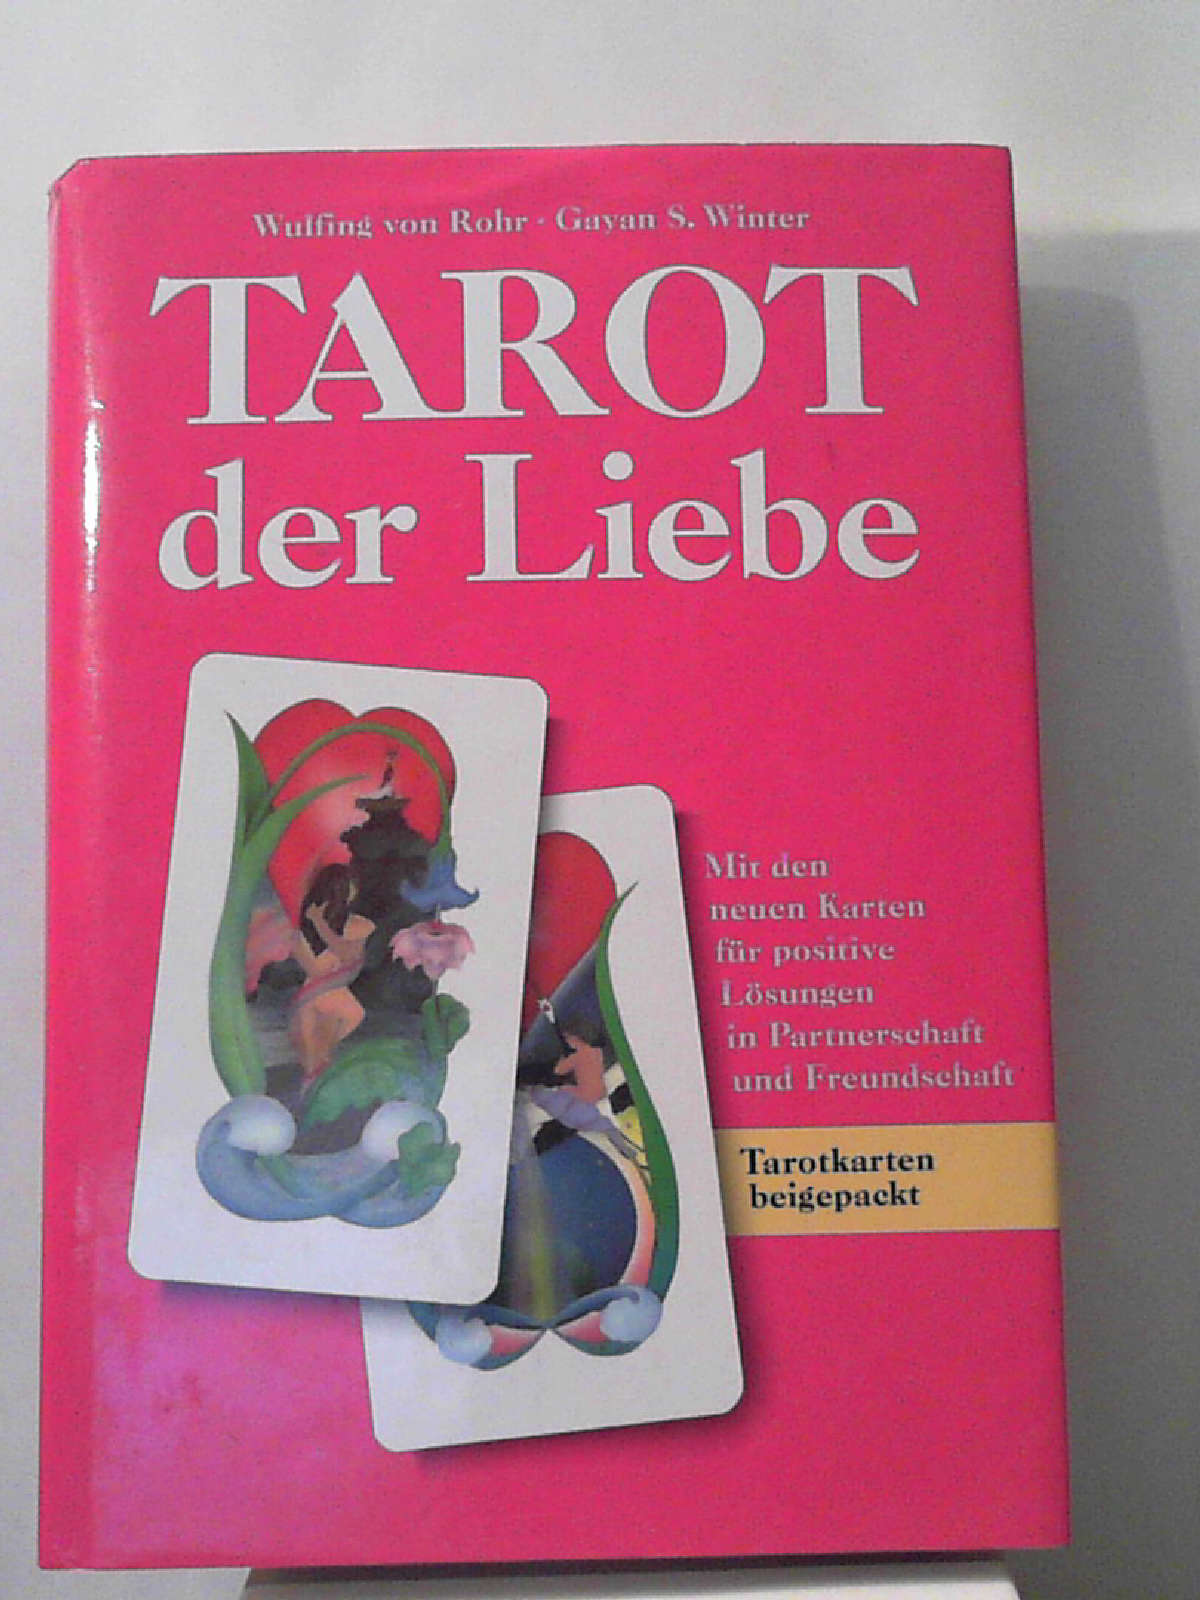 Wulfing von Rohr · Gayan S. Winter
TAROT
der Liebe
Mit den
neuen Karten
für positive
Lösungen
in Partnerschaft
und Freundschaft
Tarotkarten
beigepackt